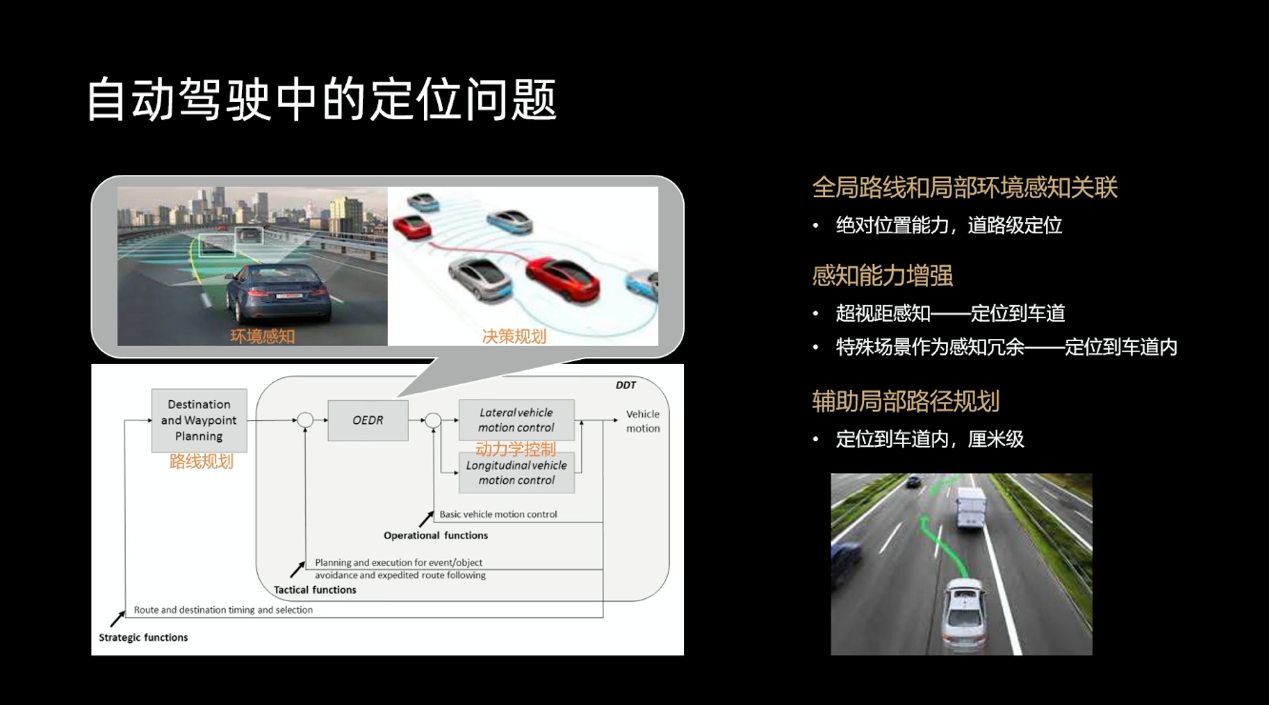 自动驾驶中的定位问题
环境感知
决策规划
DDT
Destination
and Waypoint
Planning
路线规划
OEDR
Lateral vehicle
motion control
动力学控制
Longitudinal vehicle
motion control
Vehicle
motion
Basic vehicle motion control
Operational functions
Planning and execution for event/object
avoidance and expedited route following
Tactical functions
Route and destination timing and selection
Strategic functions
全局路线和局部环境感知关联
• 绝对位置能力，道路级定位
感知能力增强
• 超视距感知——定位到车道
• 特殊场景作为感知冗余——定位到车道内
辅助局部路径规划
• 定位到车道内，厘米级